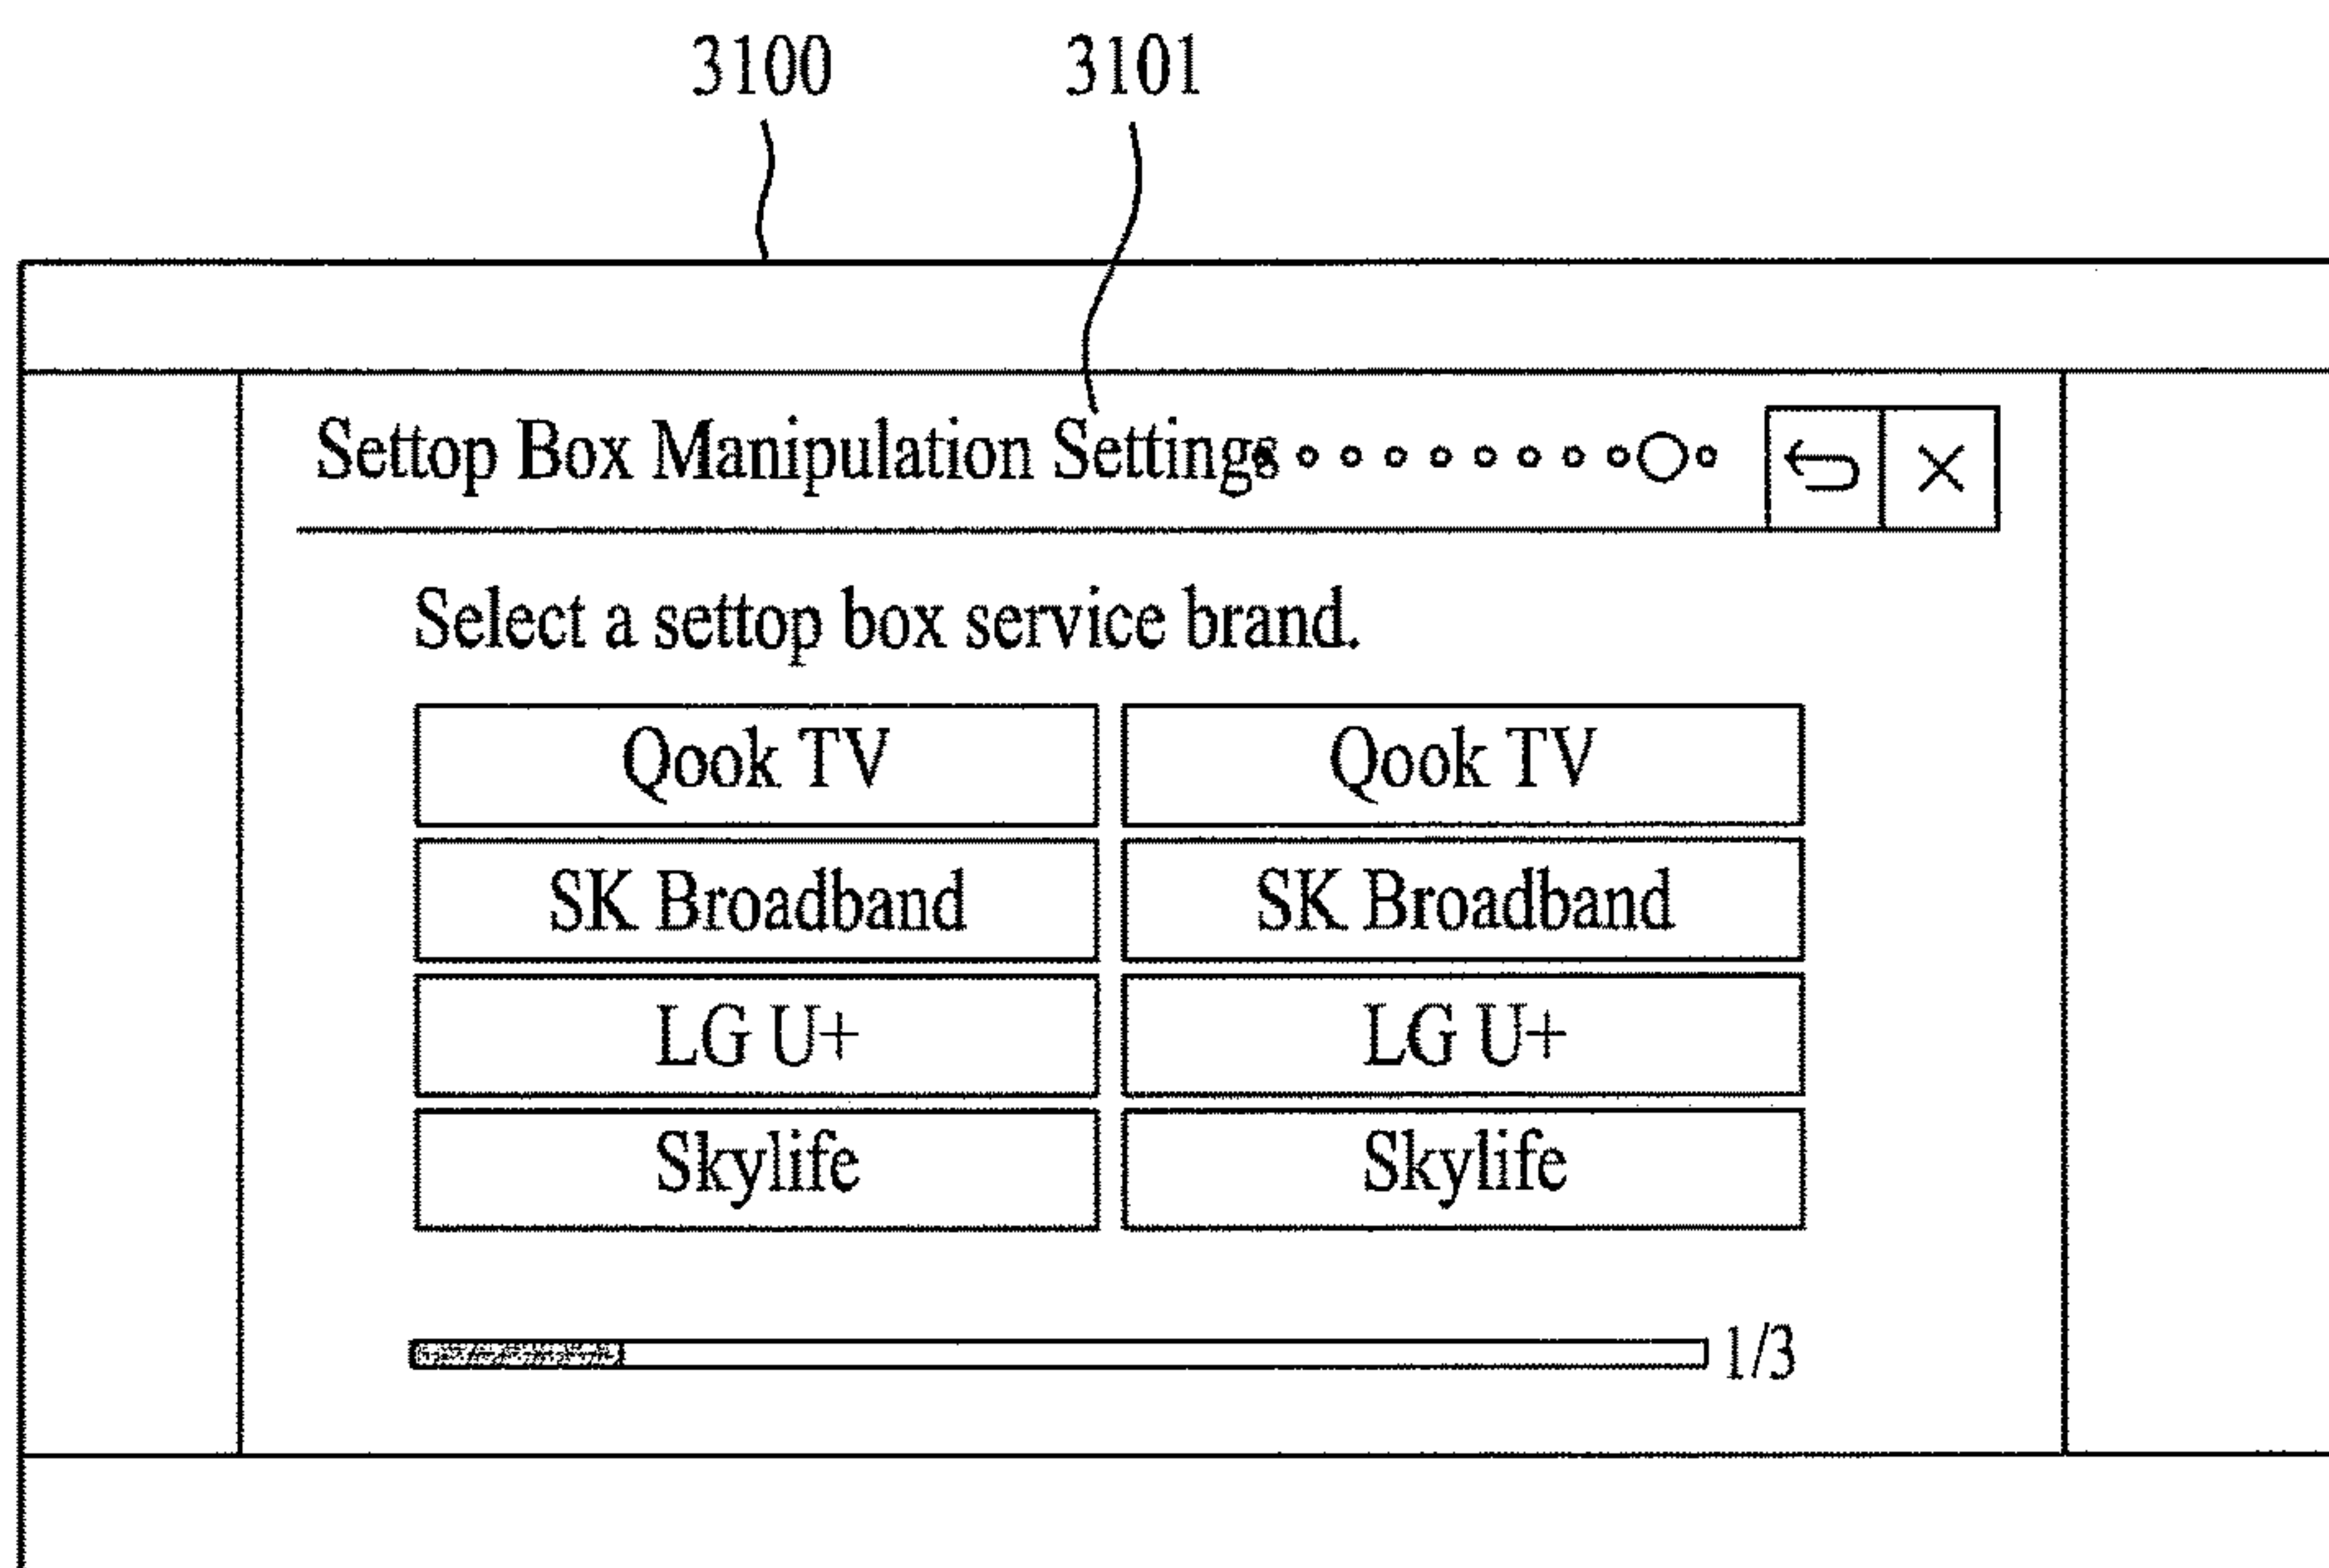 3100 3101
Settop Box Manipulation Settings
Select a settop box service brand.
Qook TV Qook TV
SK Broadband SK Broadband
LG U+ LG U+
Skylife Skylife
1/3